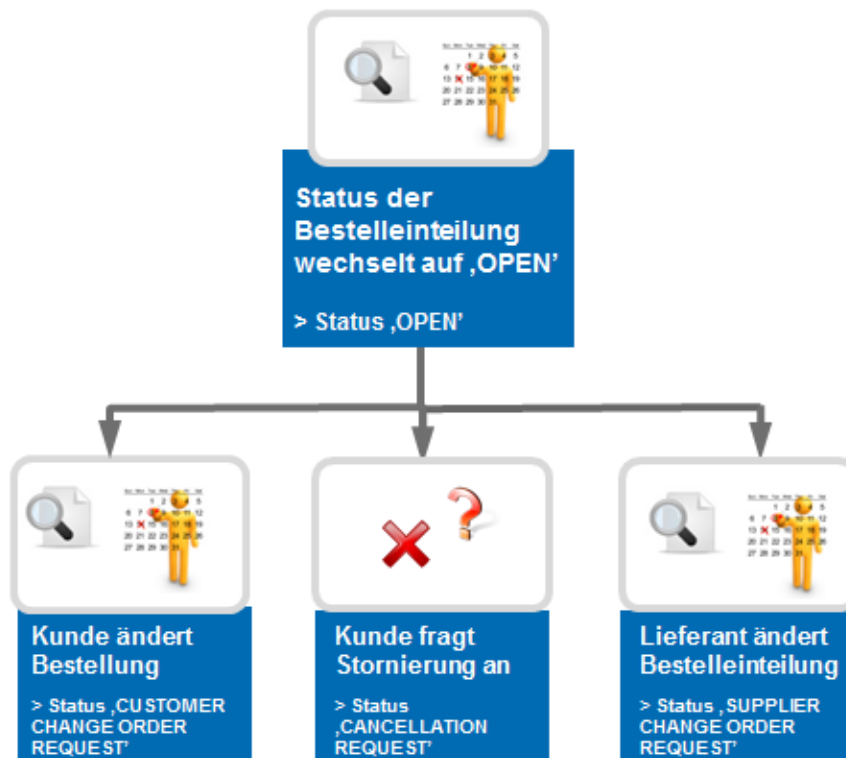 Status der
Bestelleinteilung
wechselt auf ‚OPEN’
> Status ‚OPEN’
Kunde ändert
Bestellung
> Status ‚CUSTOMER
CHANGE ORDER
REQUEST’
Kunde fragt
Stornierung an
> Status
‚CANCELLATION
REQUEST’
Lieferant ändert
Bestelleinteilung
> Status ‚SUPPLIER
CHANGE ORDER
REQUEST’